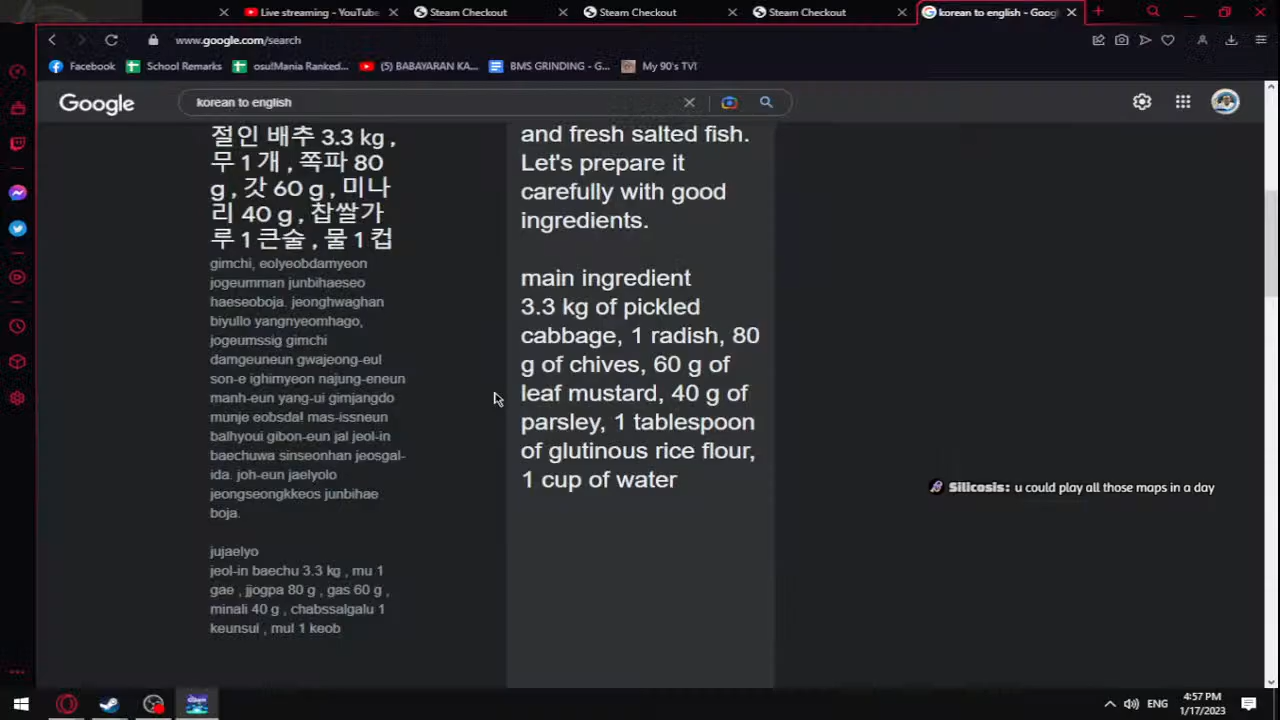 Live streaming - YouTube
Steam Checkout
Steam Checkout
Steam Checkout
korean to english - Goog
www.google.com/search
Facebook
School Remarks
osu!Mania Ranked...
(5) BABAYARAN KA...
BMS GRINDING - G...
My 90's TV!
Google
korean to english
절인 배추 3.3 kg ,
무 1 개 , 쪽파 80
g , 갓 60 g , 미나
리 40 g , 찹쌀가
루 1 큰술 , 물 1 컵
gimchi, eolyeobdamyeon
jogeumman junbihaeseo
haeseoboja. jeonghwaghan
biyullo yangnyeomhago,
jogeumssig gimchi
damgeuneun gwajeong-eul
son-e ighimyeon najung-eneun
manh-eun yang-ui gimjangdo
munje eobsda! mas-issneun
balhyoui gibon-eun jal jeol-in
baechuwa sinseonhan jeosgal-
ida. joh-eun jaelyolo
jeongseongkkeos junbihae
boja.
jujaelyo
jeol-in baechu 3.3 kg , mu 1
gae , jjogpa 80 g , gas 60 g ,
minali 40 g , chabssalgalu 1
keunsul , mul 1 keob
and fresh salted fish.
Let's prepare it
carefully with good
ingredients.
main ingredient
3.3 kg of pickled
cabbage, 1 radish, 80
g of chives, 60 g of
leaf mustard, 40 g of
parsley, 1 tablespoon
of glutinous rice flour,
1 cup of water
Silicosis: u could play all those maps in a day
ENG
4:57 PM
1/17/2023